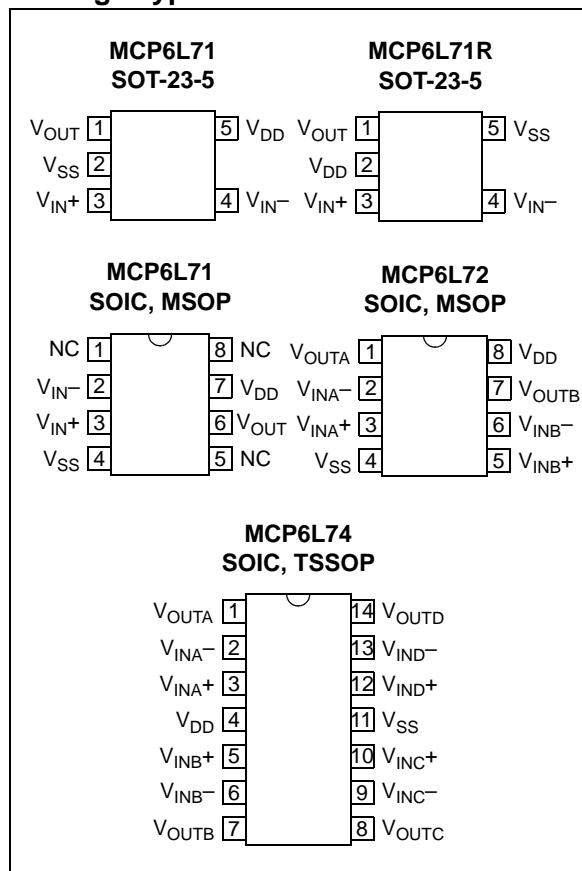 MCP6L71
SOT-23-5
VOUT 1
VSS 2
VIN+ 3
5 VDD
4 VIN–
MCP6L71R
SOT-23-5
VOUT 1
VDD 2
VIN+ 3
5 VSS
4 VIN–
MCP6L71
SOIC, MSOP
NC 1
VIN– 2
VIN+ 3
VSS 4
8 NC
7 VDD
6 VOUT
5 NC
MCP6L72
SOIC, MSOP
VOUTA 1
VINA– 2
VINA+ 3
VSS 4
8 VDD
7 VOUTB
6 VINB–
5 VINB+
MCP6L74
SOIC, TSSOP
VOUTA 1
VINA– 2
VINA+ 3
VDD 4
VINB+ 5
VINB– 6
VOUTB 7
14 VOUTD
13 VIND–
12 VIND+
11 VSS
10 VINC+
9 VINC–
8 VOUTC